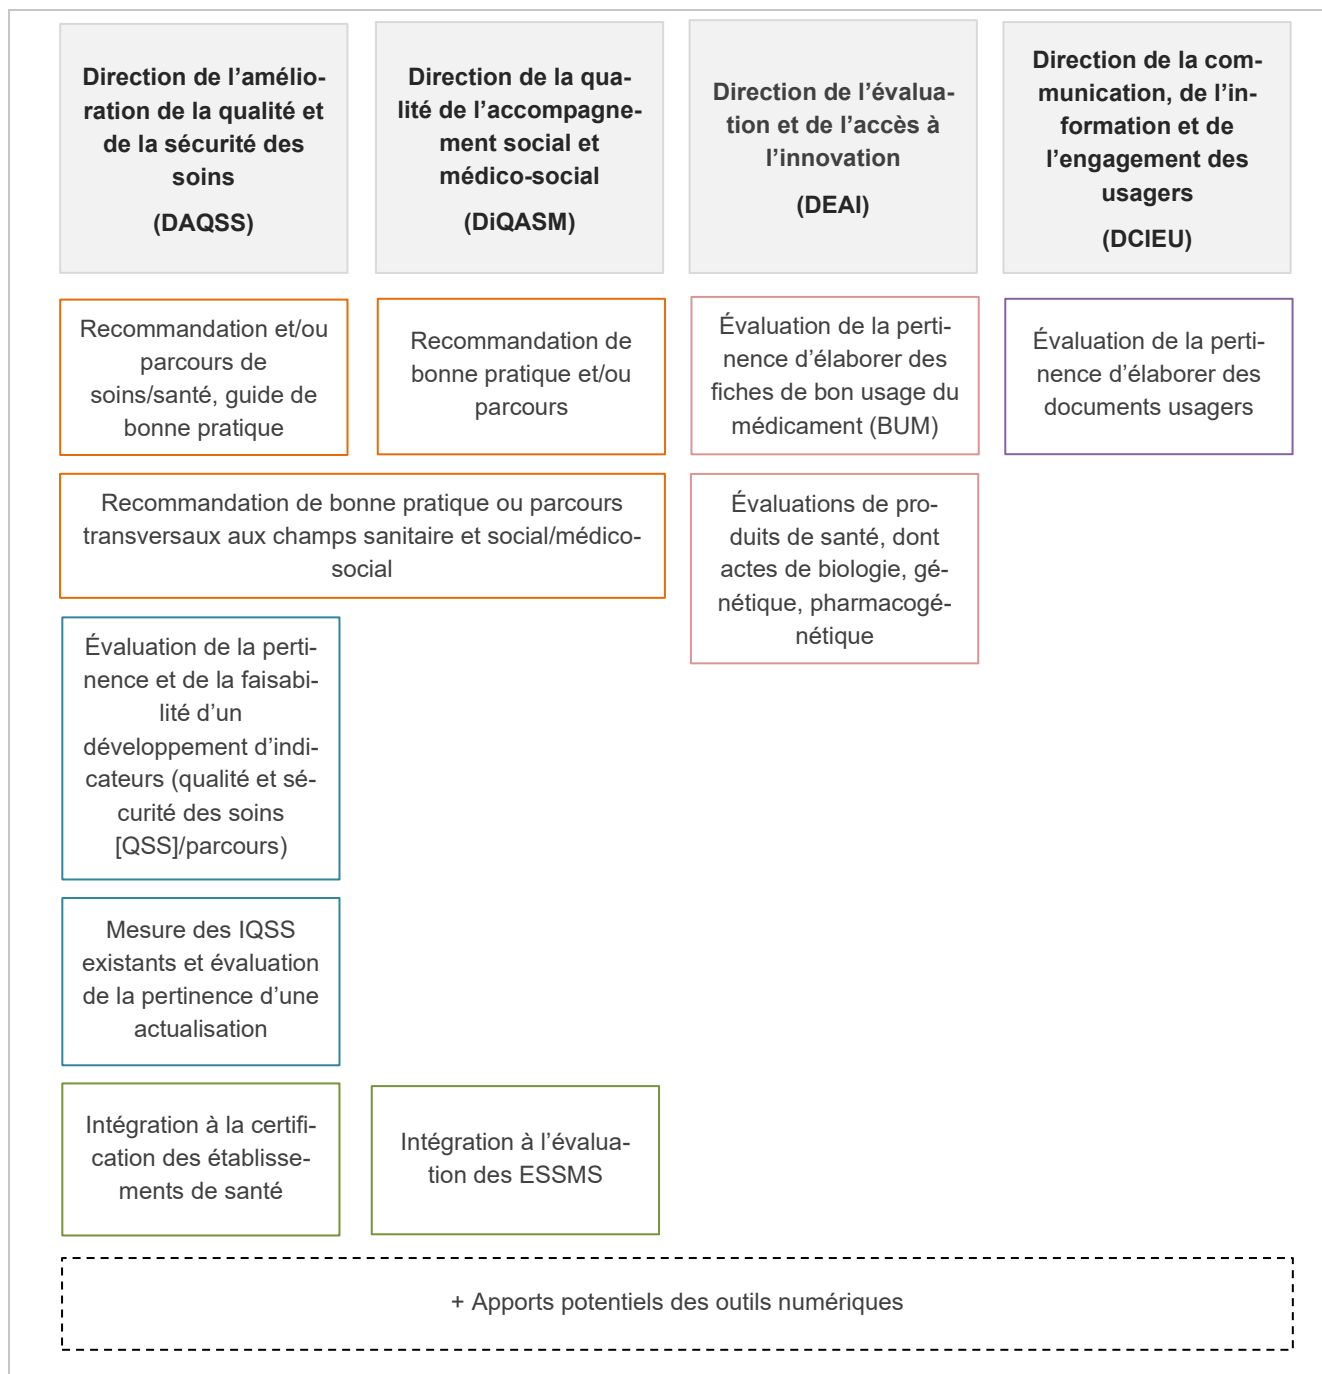 Direction de l’amélio-
ration de la qualité et
de la sécurité des
soins
(DAQSS)
Direction de la qua-
lité de l’accompagne-
ment social et
médico-social
(DiQASM)
Direction de l’évalua-
tion et de l’accès à
l’innovation
(DEAI)
Direction de la com-
munication, de l’in-
formation et de
l’engagement des
usagers
(DCIEU)
Recommandation et/ou
parcours de
soins/santé, guide de
bonne pratique
Recommandation de
bonne pratique et/ou
parcours
Évaluation de la perti-
nence d’élaborer des
fiches de bon usage du
médicament (BUM)
Évaluation de la perti-
nence d’élaborer des
documents usagers
Recommandation de bonne pratique ou parcours
transversaux aux champs sanitaire et social/médico-
social
Évaluations de pro-
duits de santé, dont
actes de biologie, gé-
nétique, pharmacogé-
nétique
Évaluation de la perti-
nence et de la faisabi-
lité d’un
développement d’indi-
cateurs (qualité et sé-
curité des soins
[QSS]/parcours)
Mesure des IQSS
existants et évaluation
de la pertinence d’une
actualisation
Intégration à la certifi-
cation des établisse-
ments de santé
Intégration à l’évalua-
tion des ESSMS
+ Apports potentiels des outils numériques